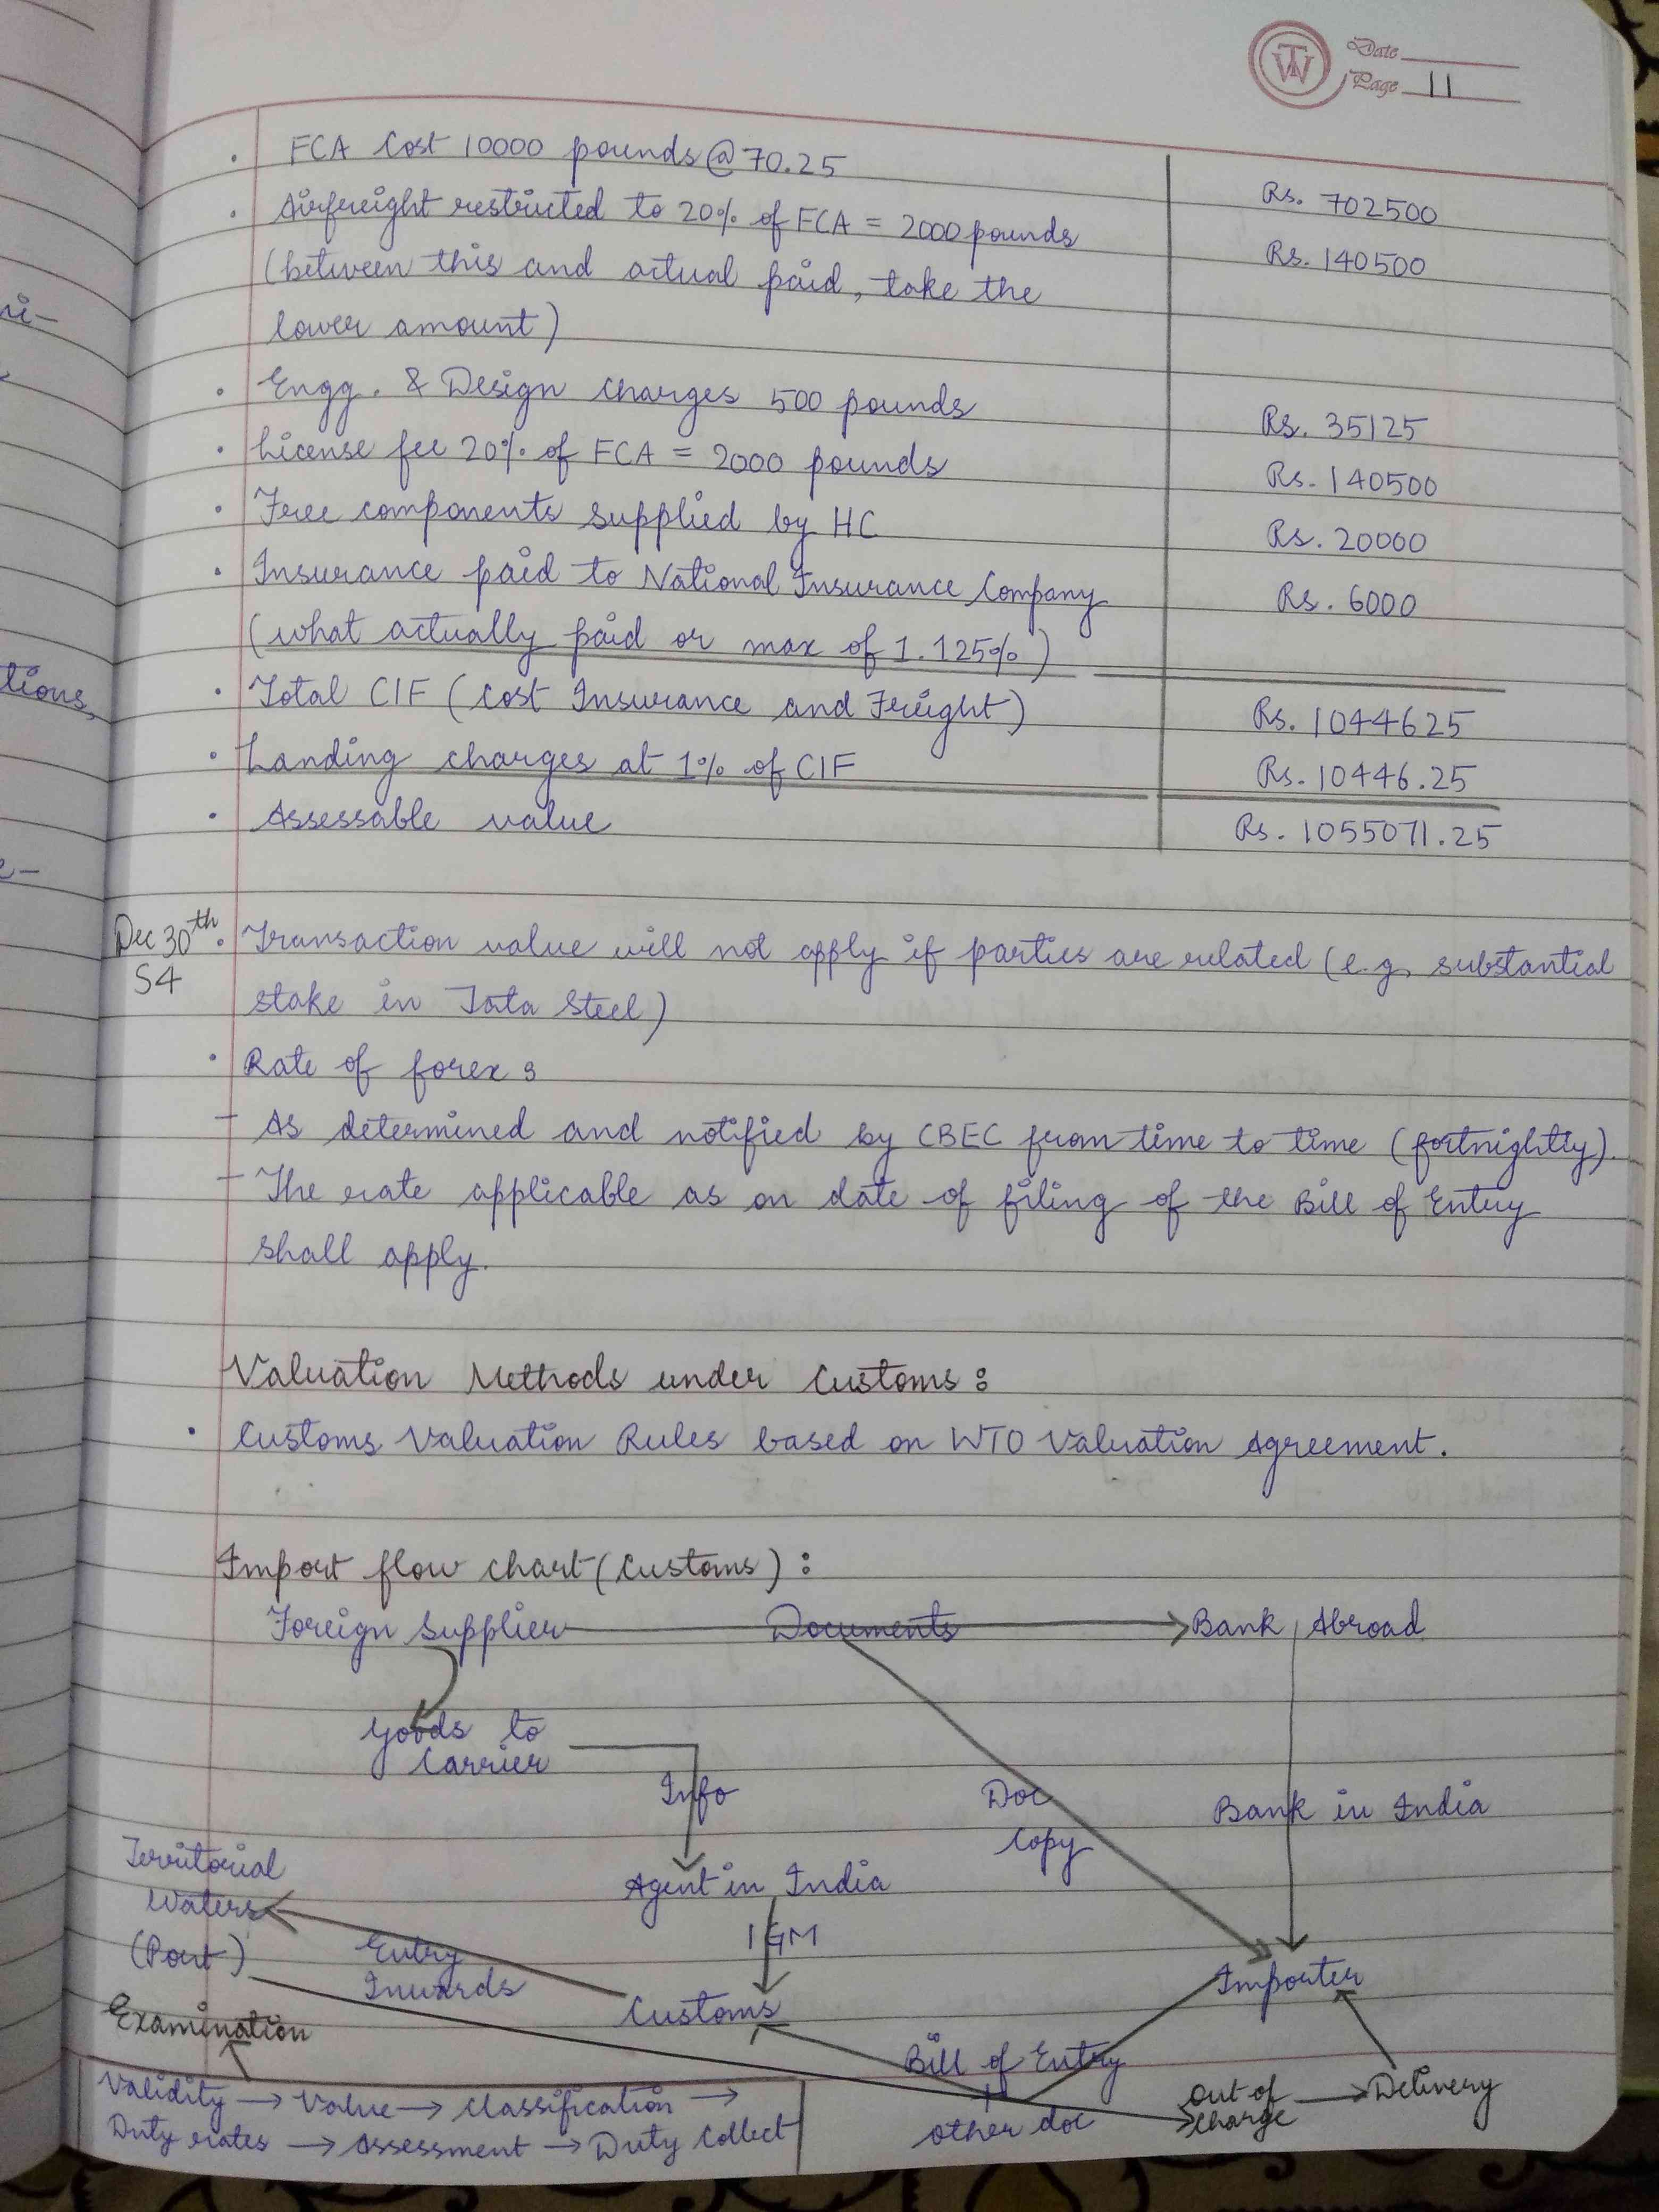 Date
Page 11
• FCA Cost 10000 pounds @ 70.25 Rs. 702500
• Airfreight restricted to 20% of FCA = 2000 pounds Rs. 140500
(between this and actual paid, take the
lower amount)
• Engg. & Design charges 500 pounds Rs. 35125
• License fee 20% of FCA = 2000 pounds Rs. 140500
• Free components supplied by HC Rs. 20000
• Insurance paid to National Insurance Company Rs. 6000
(what actually paid or max of 1.125%)
• Total CIF (Cost Insurance and Freight) Rs. 1044625
• Landing charges at 1% of CIF Rs. 10446.25
• Assessable value Rs. 1055071.25
Dec 30th • Transaction value will not apply if parties are related (e.g. substantial
S4 stake in Tata Steel)
• Rate of forex :
- As determined and notified by CBEC from time to time (fortnightly).
- The rate applicable as on date of filing of the Bill of Entry
shall apply.
Valuation Methods under Customs :
• Customs Valuation Rules based on WTO Valuation Agreement.
Import flow chart (Customs) :
Foreign Supplier Documents Bank Abroad
Goods to
Carrier
Info Doc Bank in India
Copy
Territorial
Waters
(Port)
Agent in India
IGM
Entry
Inwards
Customs
Importer
Examination
Bill of Entry
+
other doc
Out of
charge → Delivery
Validity → Value → Classification →
Duty rates → Assessment → Duty Collect
tions,